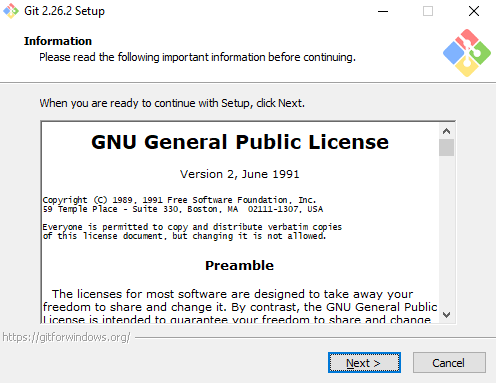 Git 2.26.2 Setup
Information
Please read the following important information before continuing.
When you are ready to continue with Setup, click Next.
GNU General Public License
Version 2, June 1991
Copyright (C) 1989, 1991 Free Software Foundation, Inc.
59 Temple Place - Suite 330, Boston, MA  02111-1307, USA
Everyone is permitted to copy and distribute verbatim copies
of this license document, but changing it is not allowed.
Preamble
The licenses for most software are designed to take away your
freedom to share and change it. By contrast, the GNU General Public
License is intended to guarantee your freedom to share and change
https://gitforwindows.org/
Next >
Cancel